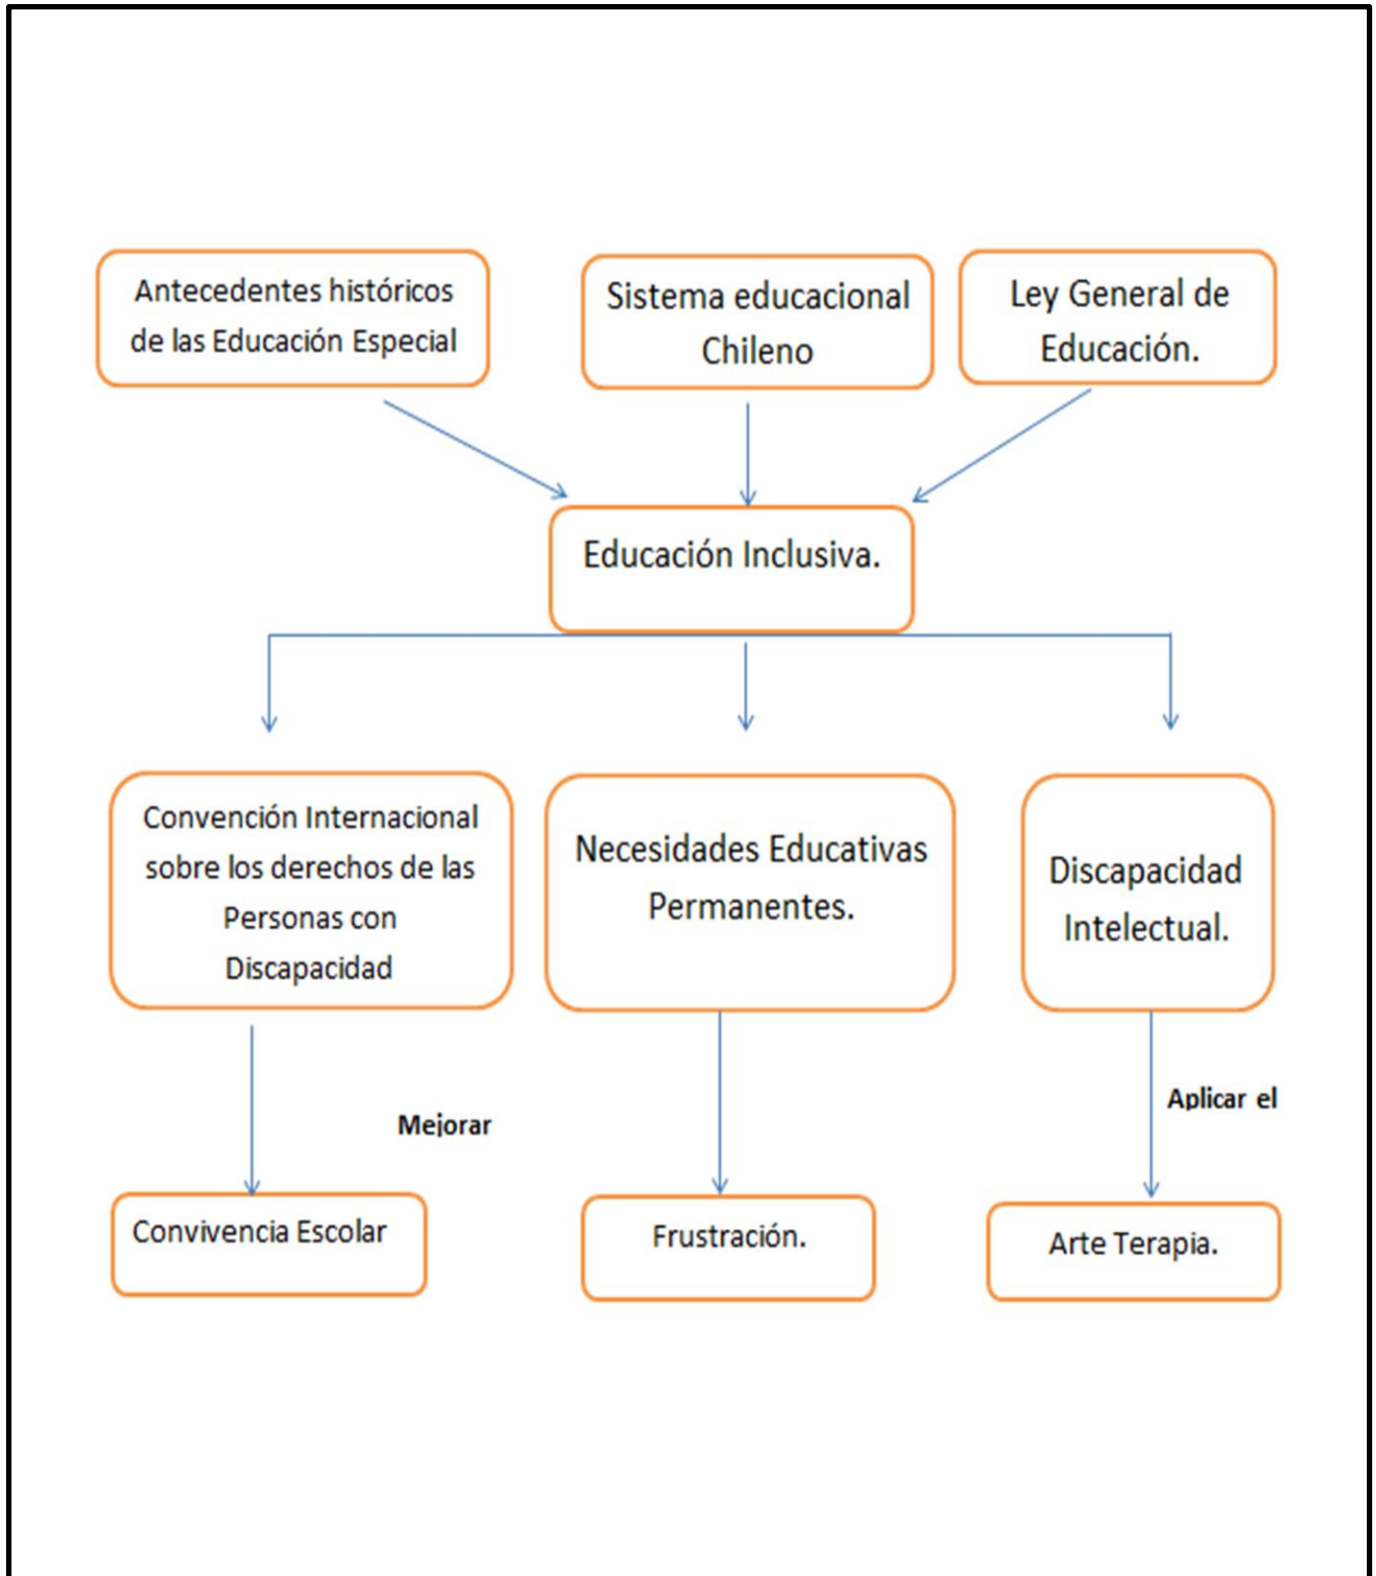 Antecedentes históricos
de las Educación Especial
Sistema educacional
Chileno
Ley General de
Educación.
Educación Inclusiva.
Convención Internacional
sobre los derechos de las
Personas con
Discapacidad
Necesidades Educativas
Permanentes.
Discapacidad
Intelectual.
Mejorar
Aplicar el
Convivencia Escolar
Frustración.
Arte Terapia.